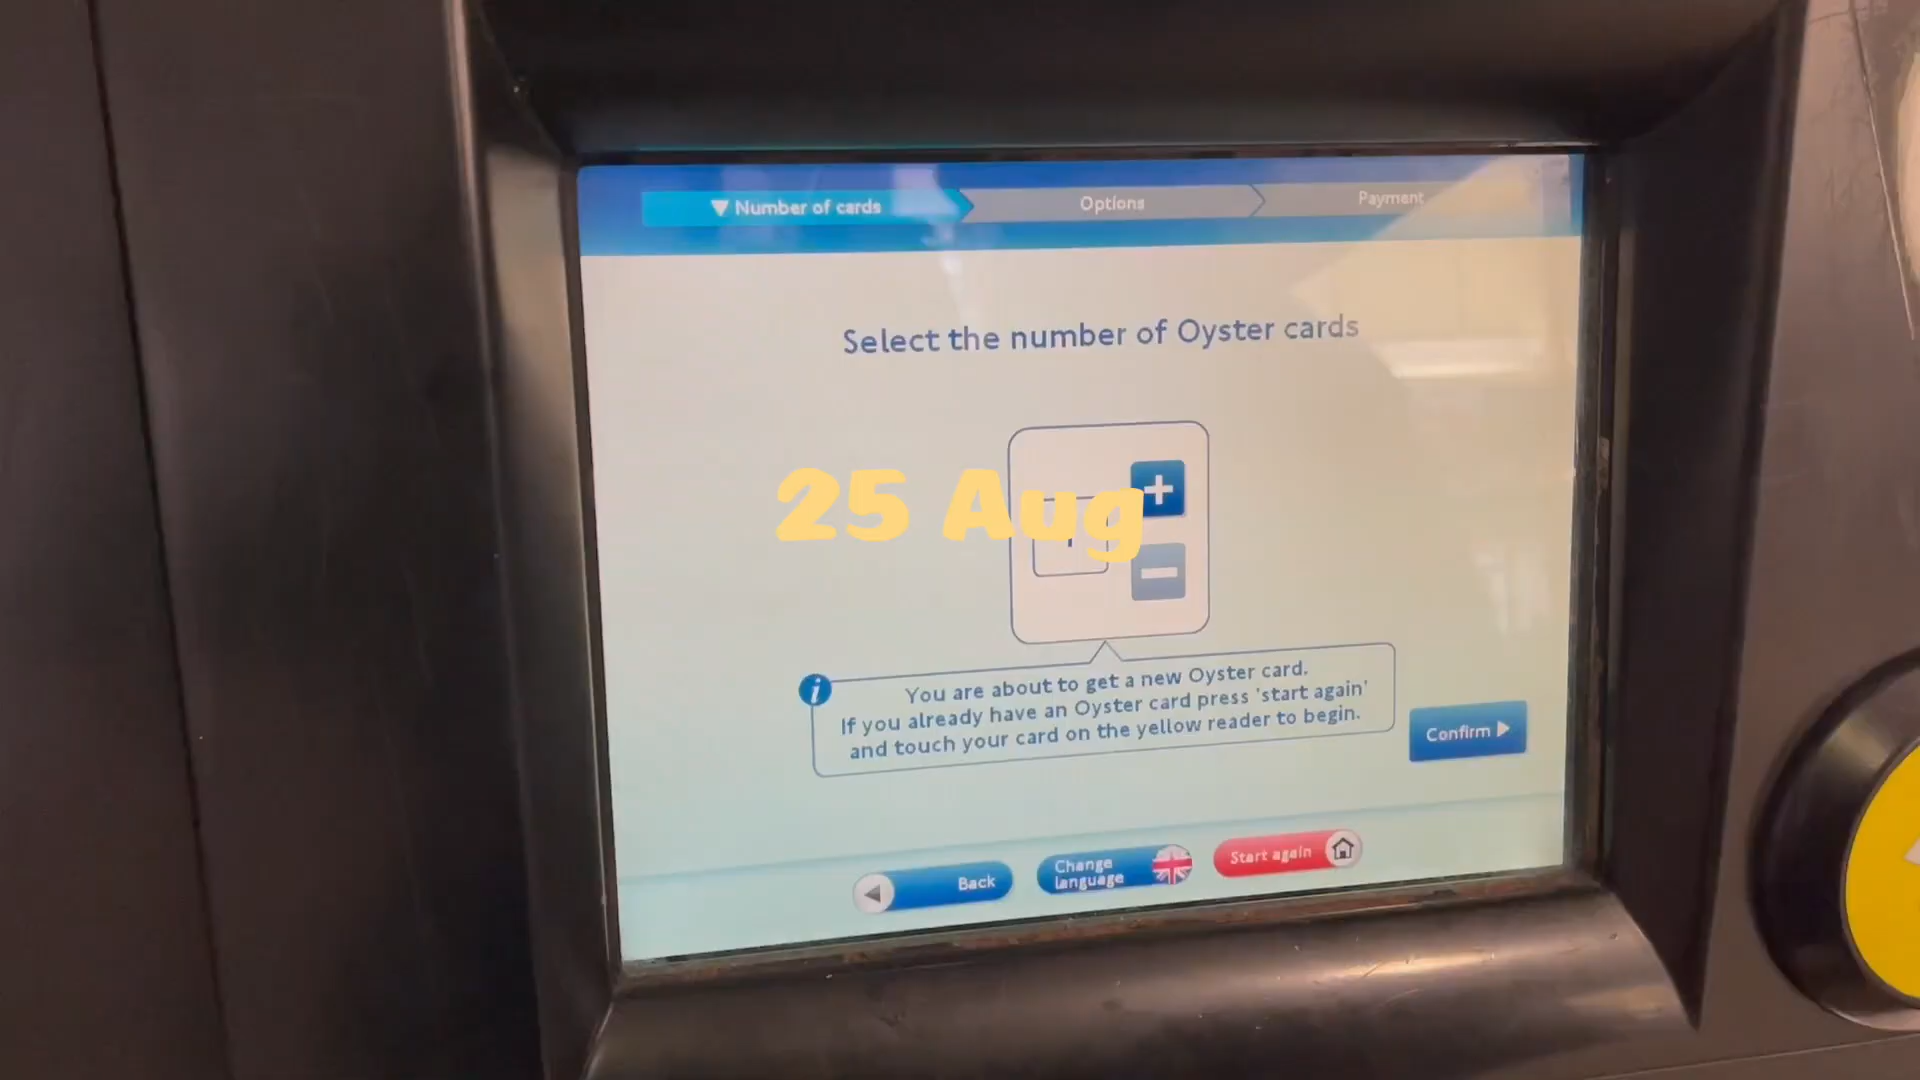 ▼ Number of cards
Options
Payment
Select the number of Oyster cards
+
25 Aug
−
i
You are about to get a new Oyster card.
If you already have an Oyster card press 'start again'
and touch your card on the yellow reader to begin.
Confirm ▶
Back
Change
language
Start again